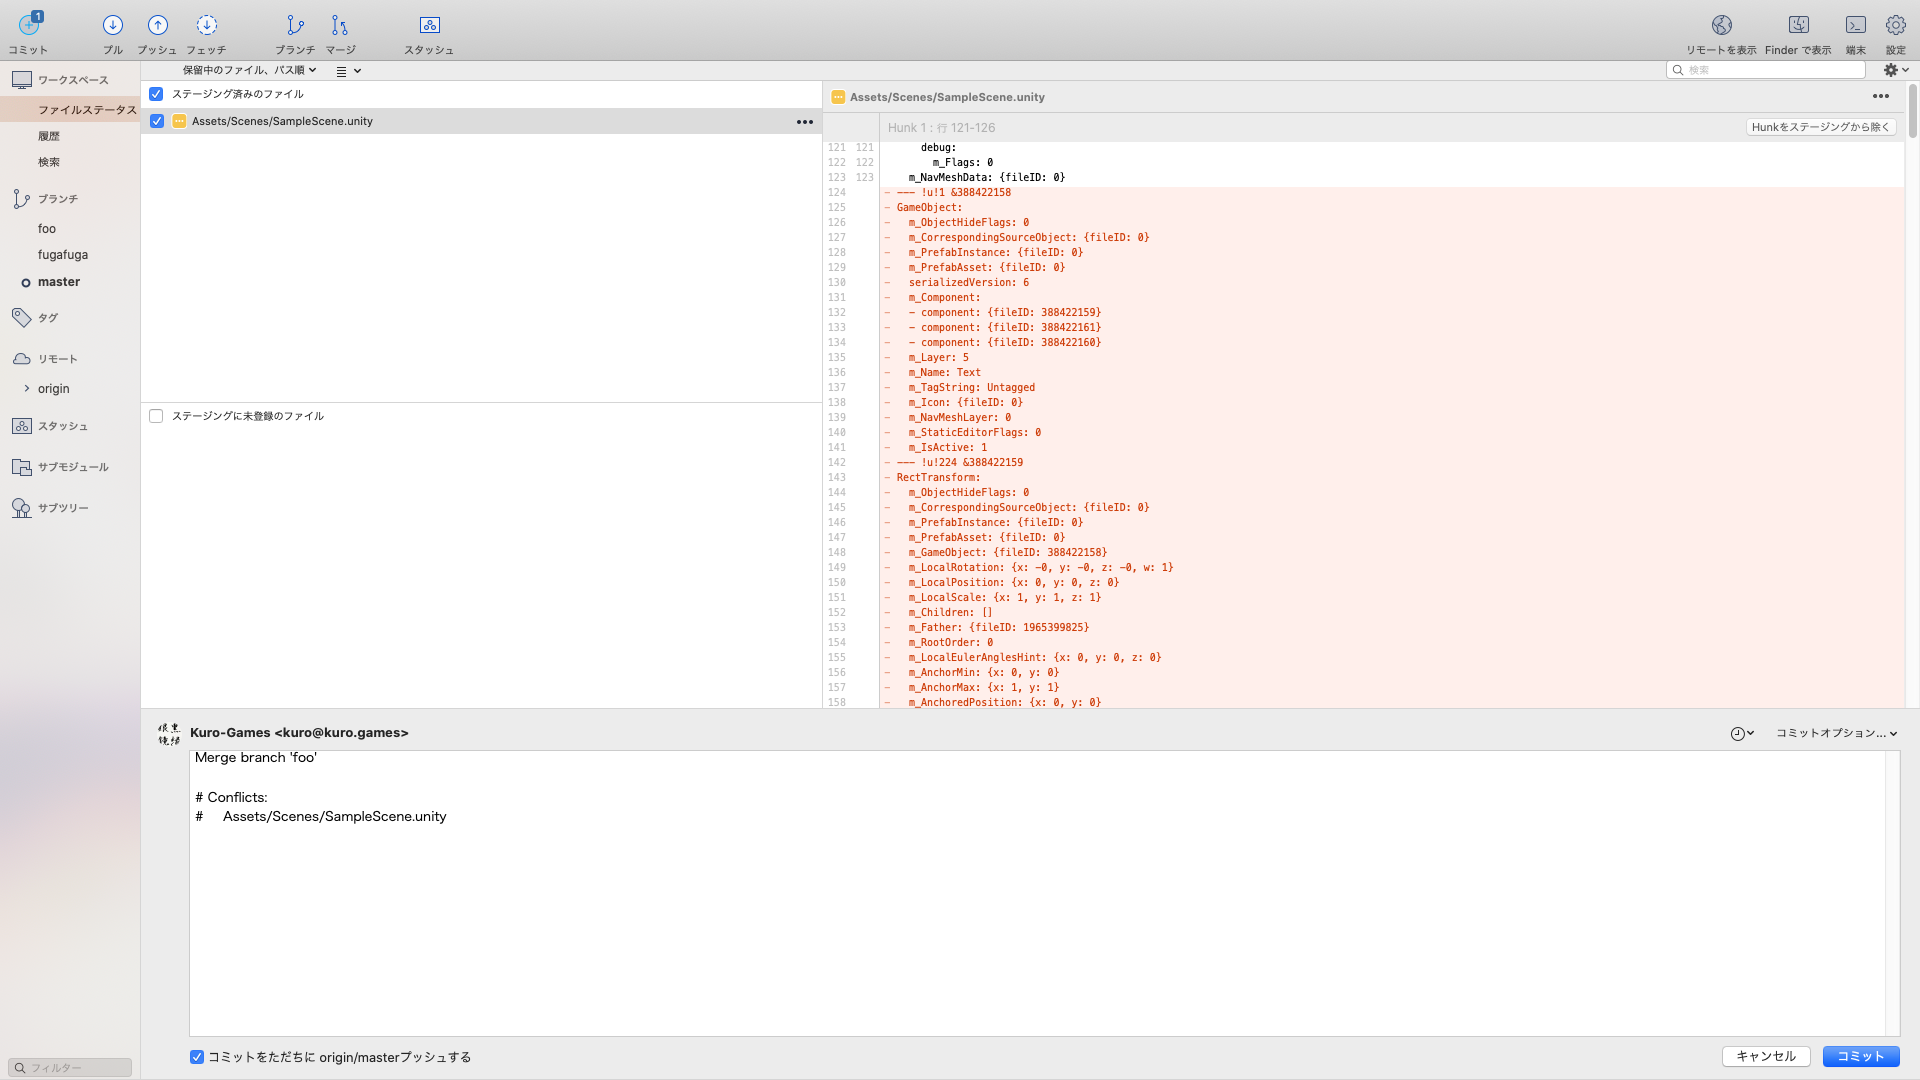 1
コミット
プル
プッシュ
フェッチ
ブランチ
マージ
スタッシュ
リモートを表示
Finder で表示
端末
設定
ワークスペース
ファイルステータス
履歴
検索
ブランチ
foo
fugafuga
master
タグ
リモート
origin
スタッシュ
サブモジュール
サブツリー
フィルター
保留中のファイル、パス順
検索
ステージング済みのファイル
Assets/Scenes/SampleScene.unity
ステージングに未登録のファイル
Assets/Scenes/SampleScene.unity
Hunk 1 : 行 121-126
Hunkをステージングから除く
121 121 debug:
122 122 m_Flags: 0
123 123 m_NavMeshData: {fileID: 0}
124 - --- !u!1 &388422158
125 - GameObject:
126 - m_ObjectHideFlags: 0
127 - m_CorrespondingSourceObject: {fileID: 0}
128 - m_PrefabInstance: {fileID: 0}
129 - m_PrefabAsset: {fileID: 0}
130 - serializedVersion: 6
131 - m_Component:
132 - - component: {fileID: 388422159}
133 - - component: {fileID: 388422161}
134 - - component: {fileID: 388422160}
135 - m_Layer: 5
136 - m_Name: Text
137 - m_TagString: Untagged
138 - m_Icon: {fileID: 0}
139 - m_NavMeshLayer: 0
140 - m_StaticEditorFlags: 0
141 - m_IsActive: 1
142 - --- !u!224 &388422159
143 - RectTransform:
144 - m_ObjectHideFlags: 0
145 - m_CorrespondingSourceObject: {fileID: 0}
146 - m_PrefabInstance: {fileID: 0}
147 - m_PrefabAsset: {fileID: 0}
148 - m_GameObject: {fileID: 388422158}
149 - m_LocalRotation: {x: -0, y: -0, z: -0, w: 1}
150 - m_LocalPosition: {x: 0, y: 0, z: 0}
151 - m_LocalScale: {x: 1, y: 1, z: 1}
152 - m_Children: []
153 - m_Father: {fileID: 1965399825}
154 - m_RootOrder: 0
155 - m_LocalEulerAnglesHint: {x: 0, y: 0, z: 0}
156 - m_AnchorMin: {x: 0, y: 0}
157 - m_AnchorMax: {x: 1, y: 1}
158 - m_AnchoredPosition: {x: 0, y: 0}
Kuro-Games <kuro@kuro.games>
コミットオプション...
Merge branch 'foo'
# Conflicts:
# Assets/Scenes/SampleScene.unity
コミットをただちに origin/masterプッシュする
キャンセル
コミット